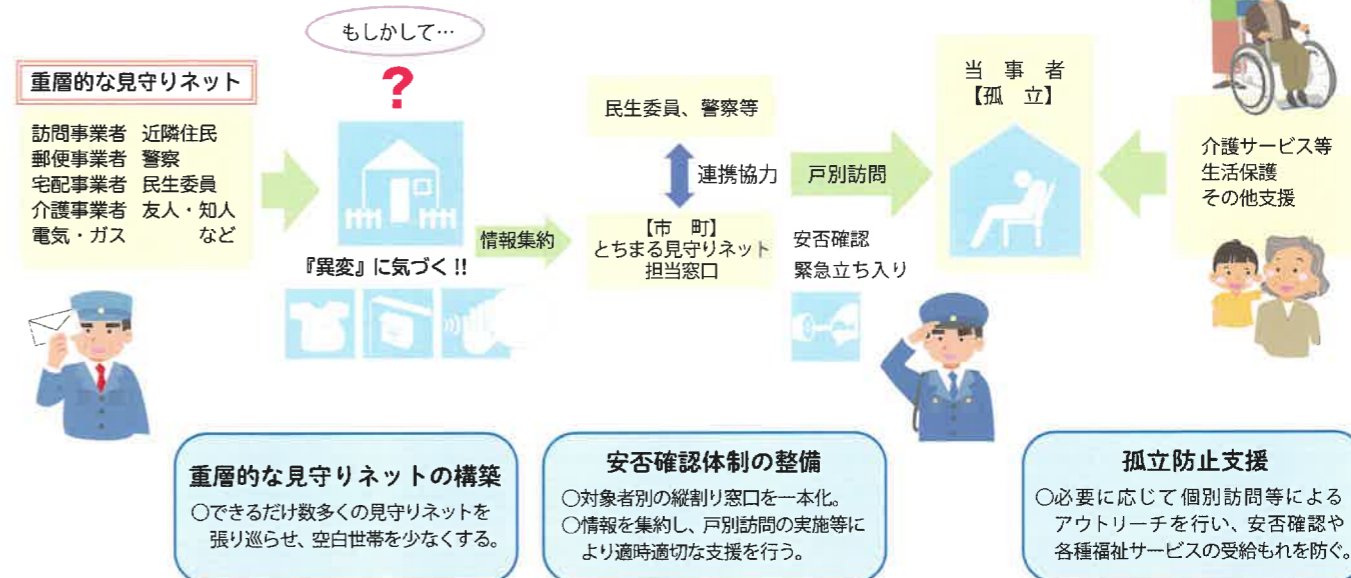 もしかして…
?
重層的な見守りネット
訪問事業者 近隣住民
郵便事業者 警察
宅配事業者 民生委員
介護事業者 友人・知人
電気・ガス など
『異変』に気づく!!
情報集約
民生委員、警察等
連携協力
【市 町】
とちまる見守りネット
担当窓口
戸別訪問
安否確認
緊急立ち入り
当 事 者
【孤 立】
介護サービス等
生活保護
その他支援
重層的な見守りネットの構築
○できるだけ数多くの見守りネットを
張り巡らせ、空白世帯を少なくする。
安否確認体制の整備
○対象者別の縦割り窓口を一本化。
○情報を集約し、戸別訪問の実施等に
より適時適切な支援を行う。
孤立防止支援
○必要に応じて個別訪問等による
アウトリーチを行い、安否確認や
各種福祉サービスの受給もれを防ぐ。